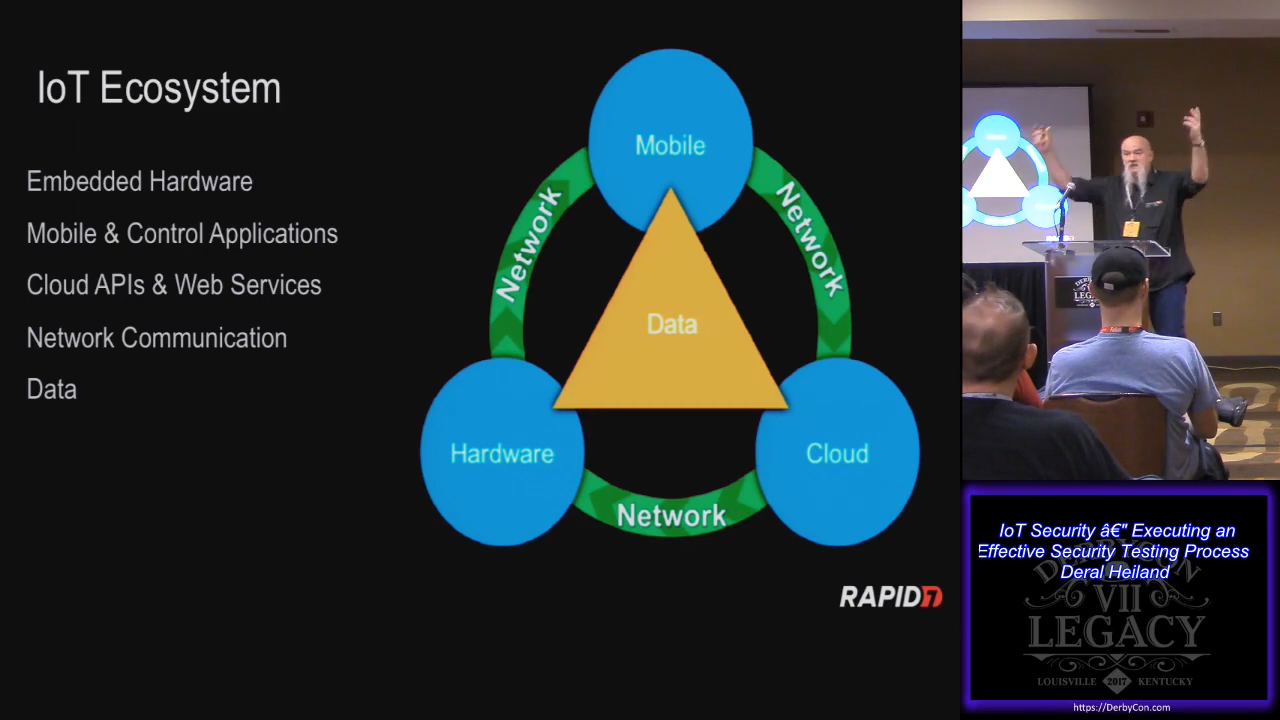 IoT Ecosystem
Embedded Hardware
Mobile & Control Applications
Cloud APIs & Web Services
Network Communication
Data
Mobile
Network
Network
Data
Hardware
Cloud
Network
RAPID7
IoT Security â€" Executing an
Effective Security Testing Process
Deral Heiland
DERBYCON
VII
LEGACY
LOUISVILLE 2017 KENTUCKY
https://DerbyCon.com